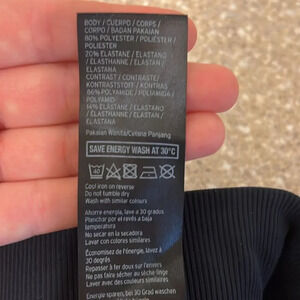 BODY / CUERPO / CORPS /
CORPO / BADAN PAKAIAN
80% POLYESTER / POLIÉSTER /
POLIESTER
20% ELASTANE / ELASTANO
/ ÉLASTHANNE / ELASTAN /
ELASTANA
CONTRAST / CONTRASTE/
KONTRASTSTOFF / KONTRAS
86% POLYAMIDE / POLIAMIDA /
POLYAMID
14% ELASTANE / ELASTANO /
ÉLASTHANNE / ELASTAN /
ELASTANA
Pakaian Wanita/Celana Panjang
SAVE ENERGY WASH AT 30°C
40
Cool iron on reverse
Do not tumble dry
Wash with similar colours
Ahorre energía, lave a 30 grados
Planchar por el revés a baja
temperatura
No secar en la secadora
Lavar con colores similares
Économisez de l'énergie, lavez à
30 degrés
Repasser à fer doux sur l'envers
Ne pas faire sécher au sèche linge
Laver avec des couleurs similaires
Energie sparen, bei 30 Grad waschen